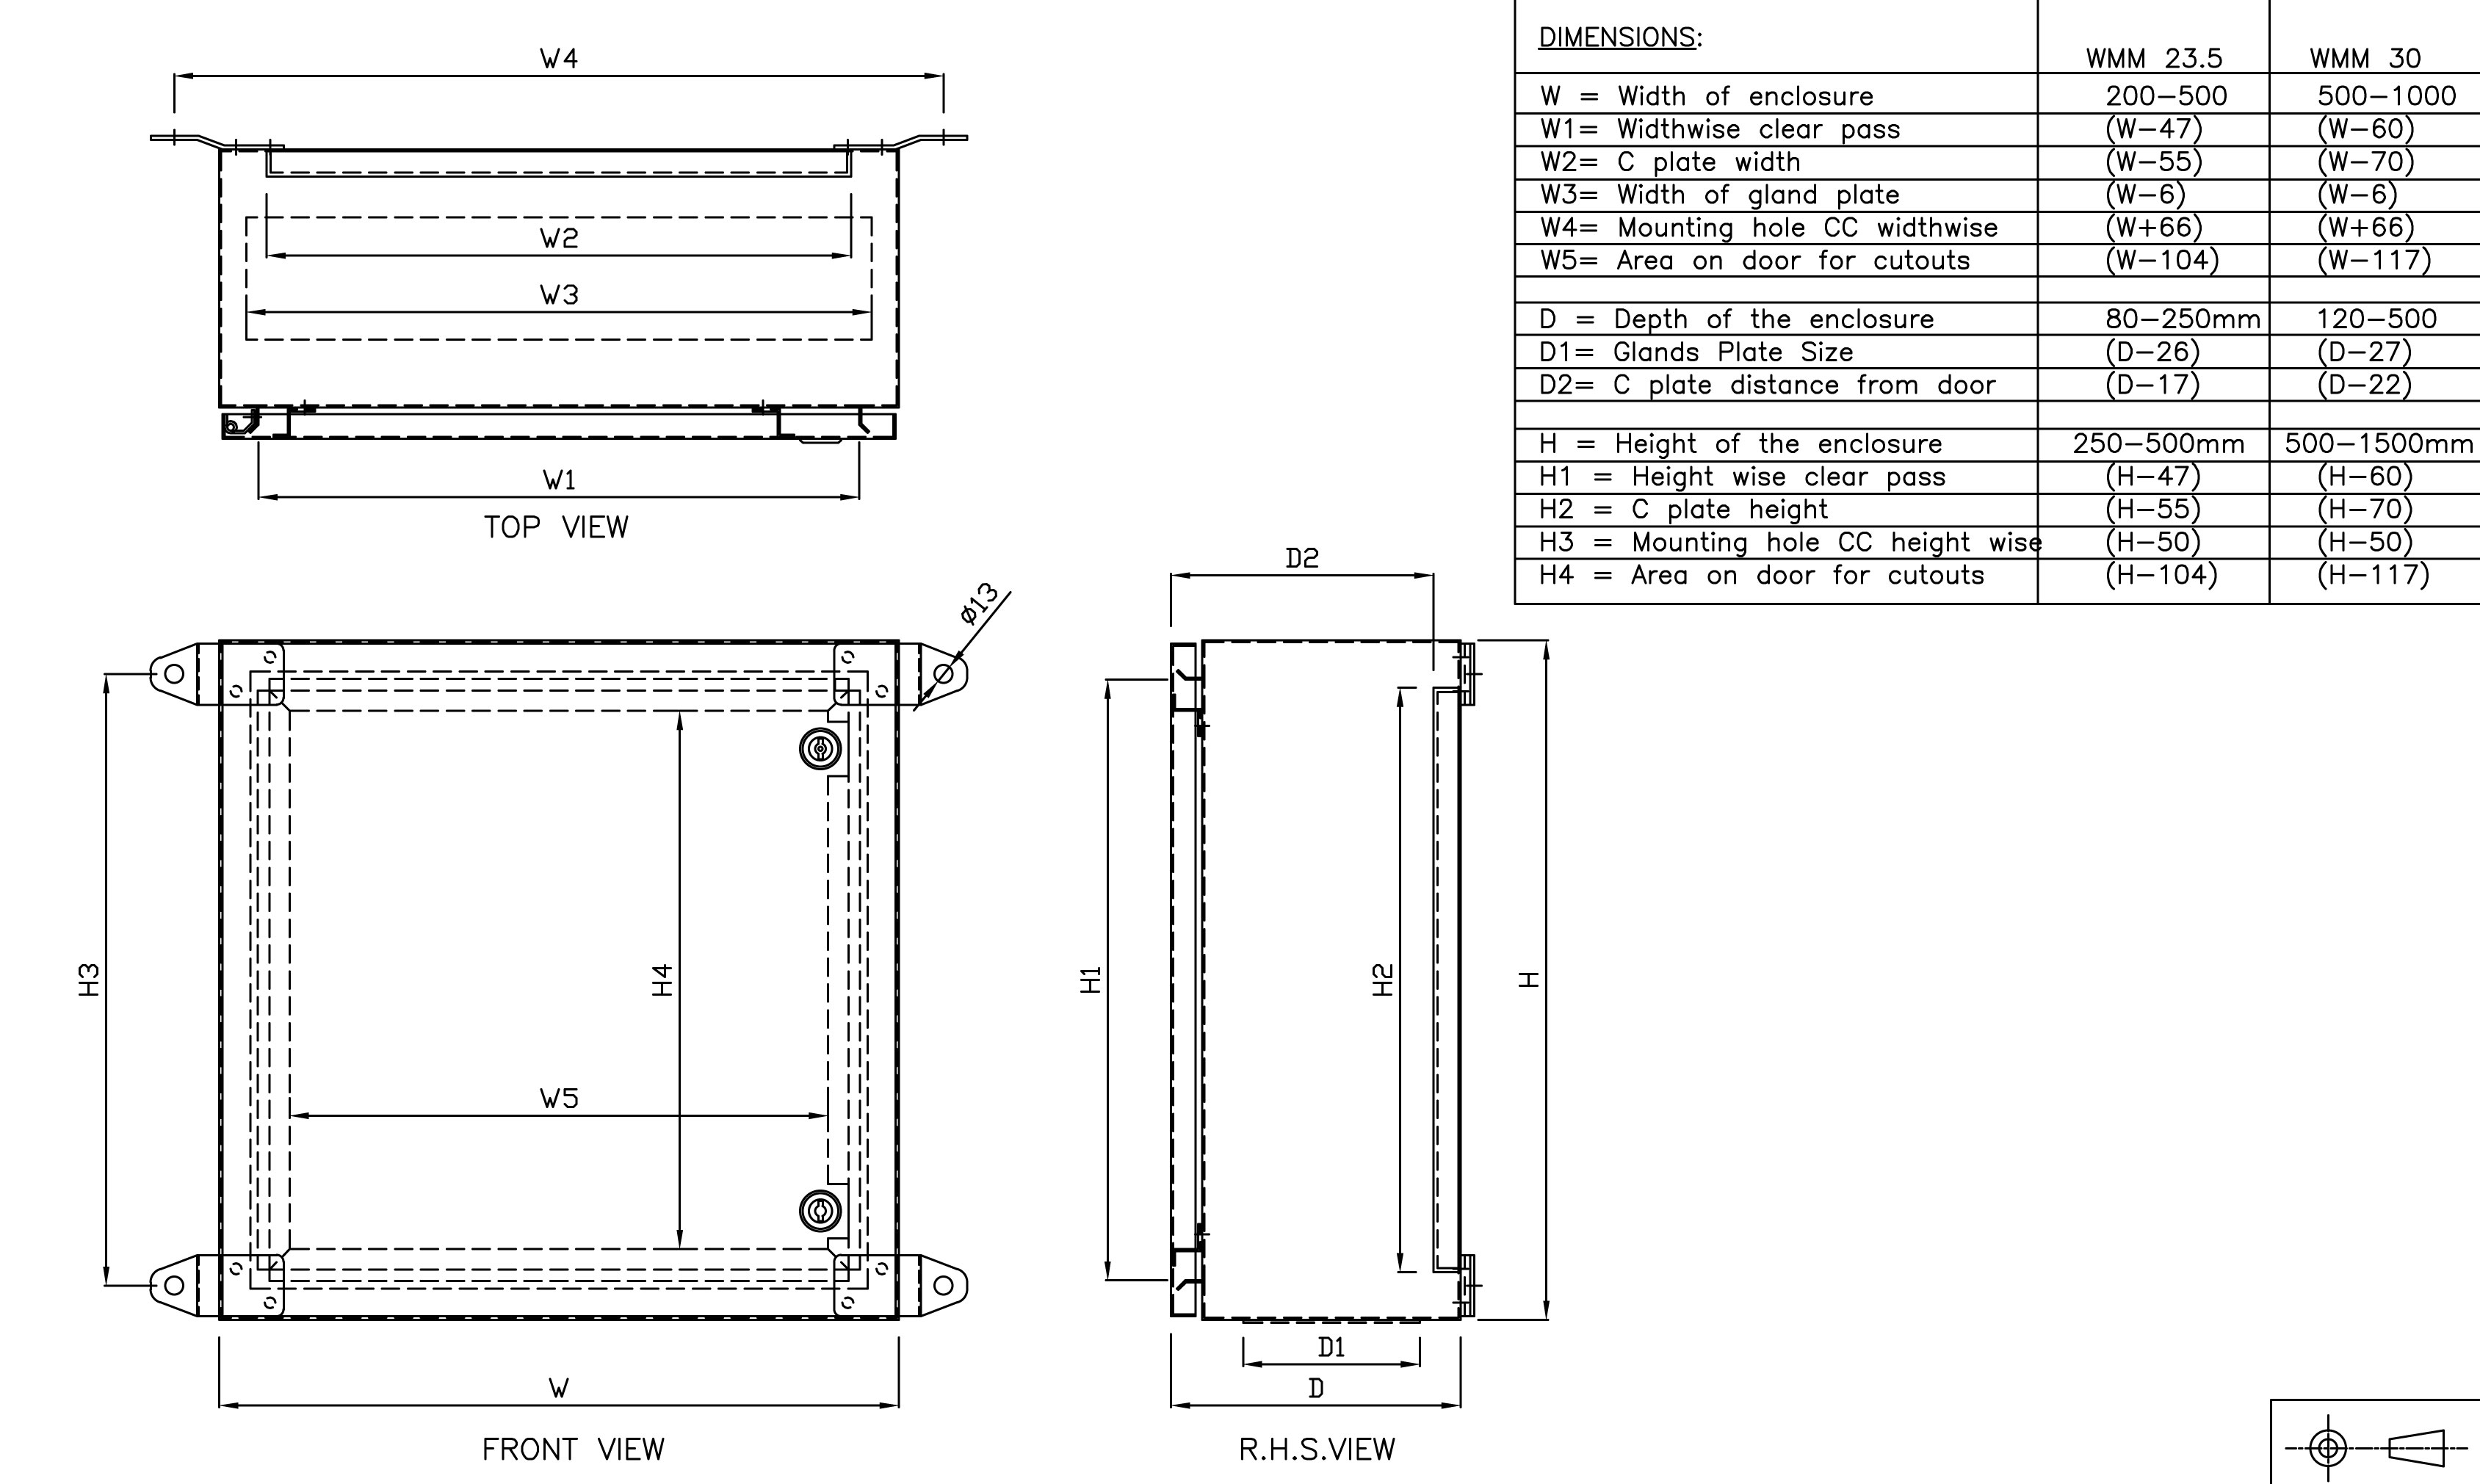 W4
W2
W3
W1
TOP VIEW
DIMENSIONS:
WMM 23.5 WMM 30
W = Width of enclosure 200-500 500-1000
W1= Widthwise clear pass (W-47) (W-60)
W2= C plate width (W-55) (W-70)
W3= Width of gland plate (W-6) (W-6)
W4= Mounting hole CC widthwise (W+66) (W+66)
W5= Area on door for cutouts (W-104) (W-117)
D = Depth of the enclosure 80-250mm 120-500
D1= Glands Plate Size (D-26) (D-27)
D2= C plate distance from door (D-17) (D-22)
H = Height of the enclosure 250-500mm 500-1500mm
H1 = Height wise clear pass (H-47) (H-60)
H2 = C plate height (H-55) (H-70)
H3 = Mounting hole CC height wise (H-50) (H-50)
H4 = Area on door for cutouts (H-104) (H-117)
ø13
H3
H4
W5
W
FRONT VIEW
D2
H1
H2
H
D1
D
R.H.S.VIEW